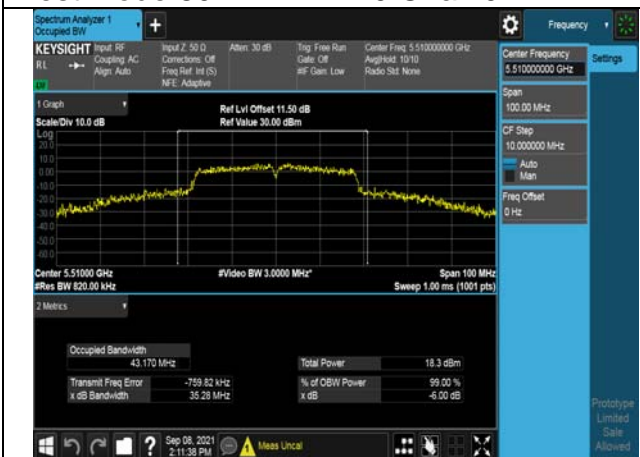 Spectrum Analyzer 1
Occupied BW
Frequency
KEYSIGHT
RL
Input: RF
Coupling: AC
Align: Auto
Input Z: 50 Ω
Corrections: Off
Freq Ref: Int (S)
NFE: Adaptive
Atten: 30 dB
Trig: Free Run
Gate: Off
#IF Gain: Low
Center Freq: 5.510000000 GHz
Avg|Hold: 10/10
Radio Std: None
Center Frequency
5.510000000 GHz
Settings
Span
100.00 MHz
CF Step
10.000000 MHz
Auto
Man
Freq Offset
0 Hz
1 Graph
Scale/Div 10.0 dB
Ref Lvl Offset 11.50 dB
Ref Value 30.00 dBm
Log
20.0
10.0
0.00
-10.0
-20.0
-30.0
-40.0
-50.0
-60.0
Center 5.51000 GHz
#Res BW 820.00 kHz
#Video BW 3.0000 MHz*
Span 100 MHz
Sweep 1.00 ms (1001 pts)
2 Metrics
Occupied Bandwidth
43.170 MHz
Total Power 18.3 dBm
Transmit Freq Error -759.82 kHz
% of OBW Power 99.00 %
x dB Bandwidth 35.28 MHz
x dB -6.00 dB
Prototype
Limited
Sale
Allowed
Sep 08, 2021
2:11:38 PM
Meas Uncal